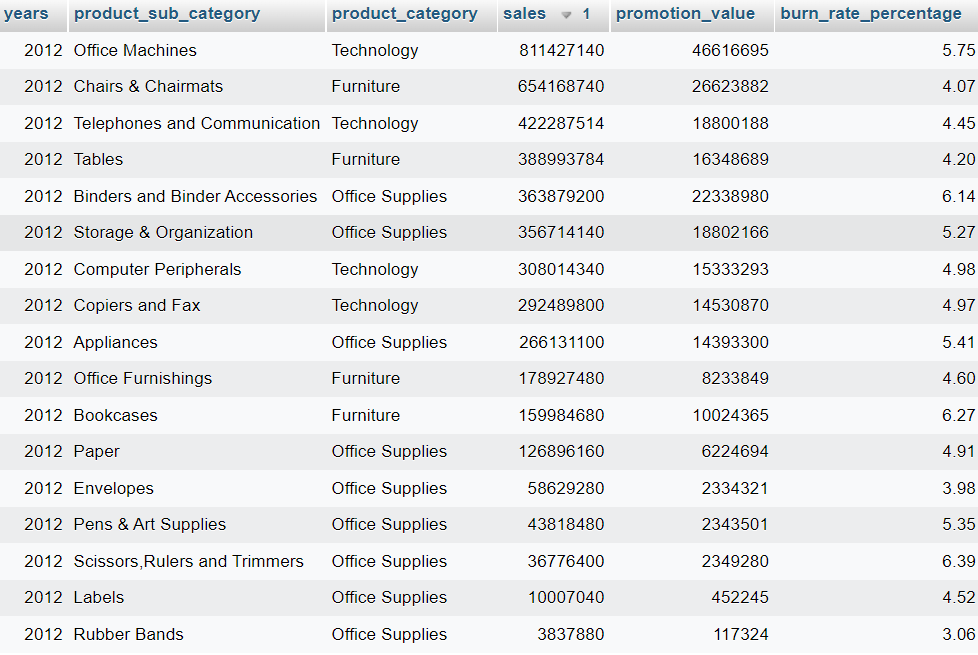 years product_sub_category product_category sales 1 promotion_value burn_rate_percentage
2012 Office Machines Technology 811427140 46616695 5.75
2012 Chairs & Chairmats Furniture 654168740 26623882 4.07
2012 Telephones and Communication Technology 422287514 18800188 4.45
2012 Tables Furniture 388993784 16348689 4.20
2012 Binders and Binder Accessories Office Supplies 363879200 22338980 6.14
2012 Storage & Organization Office Supplies 356714140 18802166 5.27
2012 Computer Peripherals Technology 308014340 15333293 4.98
2012 Copiers and Fax Technology 292489800 14530870 4.97
2012 Appliances Office Supplies 266131100 14393300 5.41
2012 Office Furnishings Furniture 178927480 8233849 4.60
2012 Bookcases Furniture 159984680 10024365 6.27
2012 Paper Office Supplies 126896160 6224694 4.91
2012 Envelopes Office Supplies 58629280 2334321 3.98
2012 Pens & Art Supplies Office Supplies 43818480 2343501 5.35
2012 Scissors,Rulers and Trimmers Office Supplies 36776400 2349280 6.39
2012 Labels Office Supplies 10007040 452245 4.52
2012 Rubber Bands Office Supplies 3837880 117324 3.06